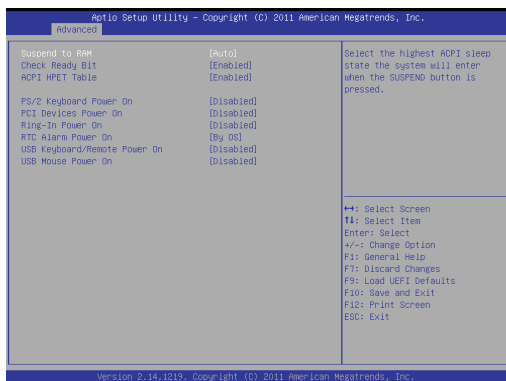 Aptio Setup Utility – Copyright (C) 2011 American Megatrends, Inc.
Advanced
Suspend to RAM [Auto]
Check Ready Bit [Enabled]
ACPI HPET Table [Enabled]
PS/2 Keyboard Power On [Disabled]
PCI Devices Power On [Disabled]
Ring-In Power On [Disabled]
RTC Alarm Power On [By OS]
USB Keyboard/Remote Power On [Disabled]
USB Mouse Power On [Disabled]
Select the highest ACPI sleep
state the system will enter
when the SUSPEND button is
pressed.
↔: Select Screen
↑↓: Select Item
Enter: Select
+/-: Change Option
F1: General Help
F7: Discard Changes
F9: Load UEFI Defaults
F10: Save and Exit
F12: Print Screen
ESC: Exit
Version 2.14.1219. Copyright (C) 2011 American Megatrends, Inc.